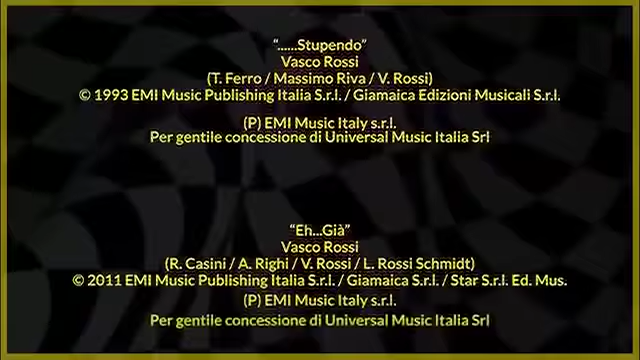 “......Stupendo”
Vasco Rossi
(T. Ferro / Massimo Riva / V. Rossi)
© 1993 EMI Music Publishing Italia S.r.l. / Giamaica Edizioni Musicali S.r.l.
(P) EMI Music Italy s.r.l.
Per gentile concessione di Universal Music Italia Srl
“Eh...Già”
Vasco Rossi
(R. Casini / A. Righi / V. Rossi / L. Rossi Schmidt)
© 2011 EMI Music Publishing Italia S.r.l. / Giamaica S.r.l. / Star S.r.l. Ed. Mus.
(P) EMI Music Italy s.r.l.
Per gentile concessione di Universal Music Italia Srl